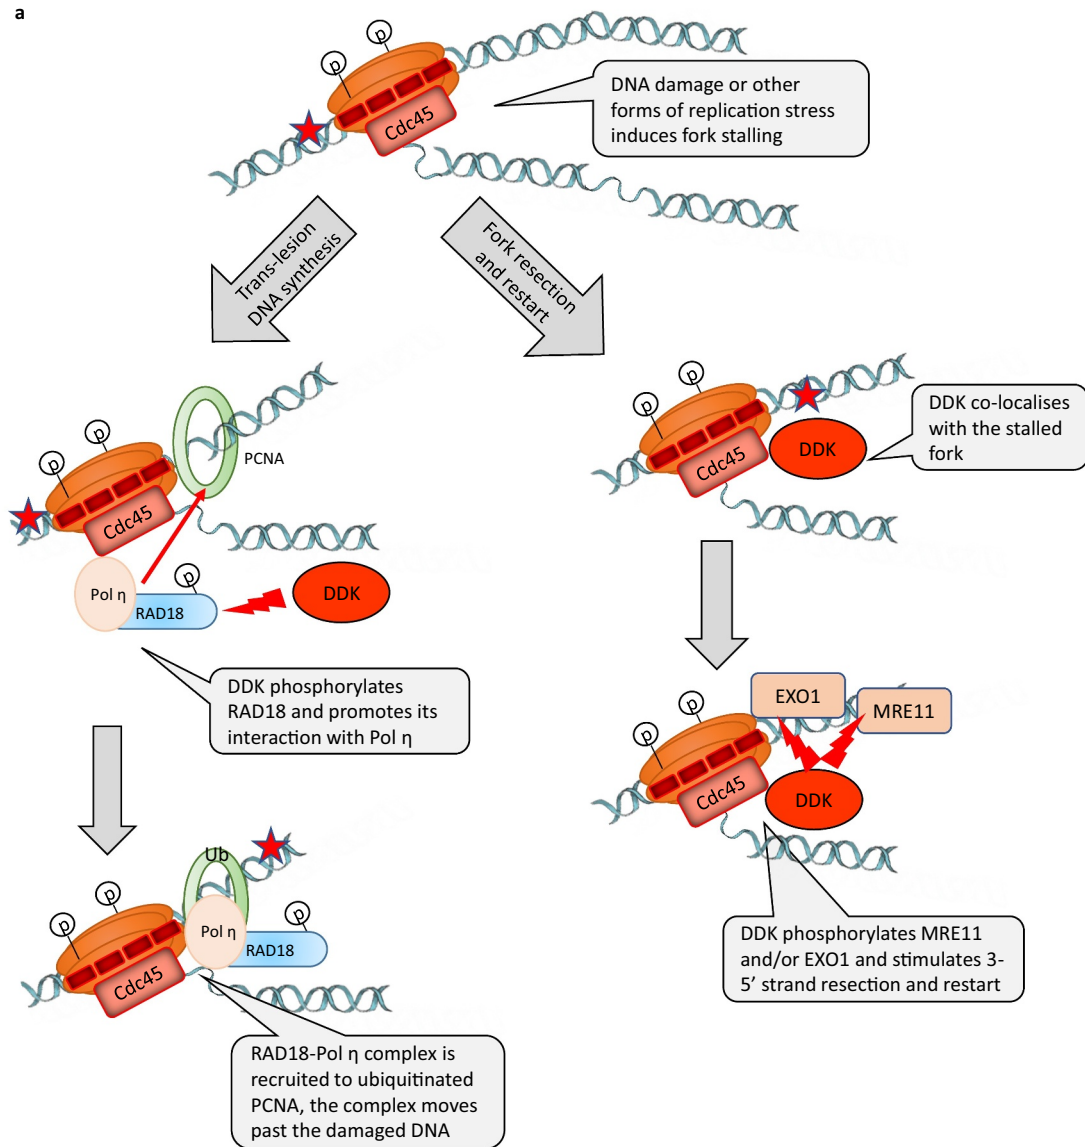 a
p
p
Cdc45
DNA damage or other
forms of replication stress
induces fork stalling
Trans-lesion
DNA synthesis
Fork resection
and restart
p
p
p
Cdc45
PCNA
Pol η
RAD18
p
DDK
DDK phosphorylates
RAD18 and promotes its
interaction with Pol η
p
Cdc45
DDK
DDK co-localises
with the stalled
fork
p
p
Cdc45
EXO1
MRE11
DDK
DDK phosphorylates MRE11
and/or EXO1 and stimulates 3-
5’ strand resection and restart
p
p
Cdc45
Ub
Pol η
RAD18
p
RAD18-Pol η complex is
recruited to ubiquitinated
PCNA, the complex moves
past the damaged DNA